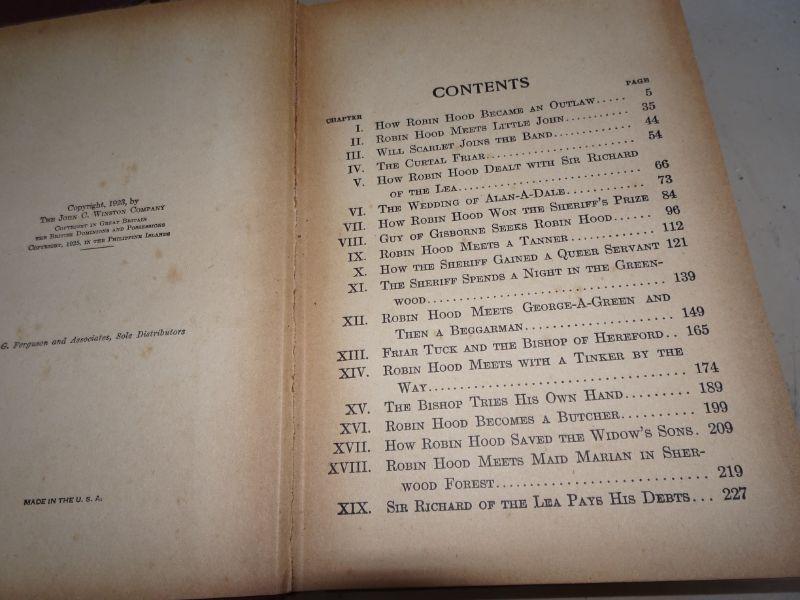 Copyright, 1923, by
The John C. Winston Company
Copyright in Great Britain
The British Dominions and Possessions
Copyright, 1925, in the Philippine Islands
G. Ferguson and Associates, Sole Distributors
MADE IN THE U. S. A.
CONTENTS
CHAPTER PAGE
I. How Robin Hood Became an Outlaw..... 5
II. Robin Hood Meets Little John......... 35
III. Will Scarlet Joins the Band........... 44
IV. The Curtal Friar..................... 54
V. How Robin Hood Dealt with Sir Richard
of the Lea........................ 66
VI. The Wedding of Alan-A-Dale.......... 73
VII. How Robin Hood Won the Sheriff's Prize 84
VIII. Guy of Gisborne Seeks Robin Hood...... 96
IX. Robin Hood Meets a Tanner............ 112
X. How the Sheriff Gained a Queer Servant 121
XI. The Sheriff Spends a Night in the Green-
wood.................................. 139
XII. Robin Hood Meets George-A-Green and
Then a Beggarman.................... 149
XIII. Friar Tuck and the Bishop of Hereford.. 165
XIV. Robin Hood Meets with a Tinker by the
Way................................... 174
XV. The Bishop Tries His Own Hand......... 189
XVI. Robin Hood Becomes a Butcher.......... 199
XVII. How Robin Hood Saved the Widow's Sons. 209
XVIII. Robin Hood Meets Maid Marian in Sher-
wood Forest............................ 219
XIX. Sir Richard of the Lea Pays His Debts... 227